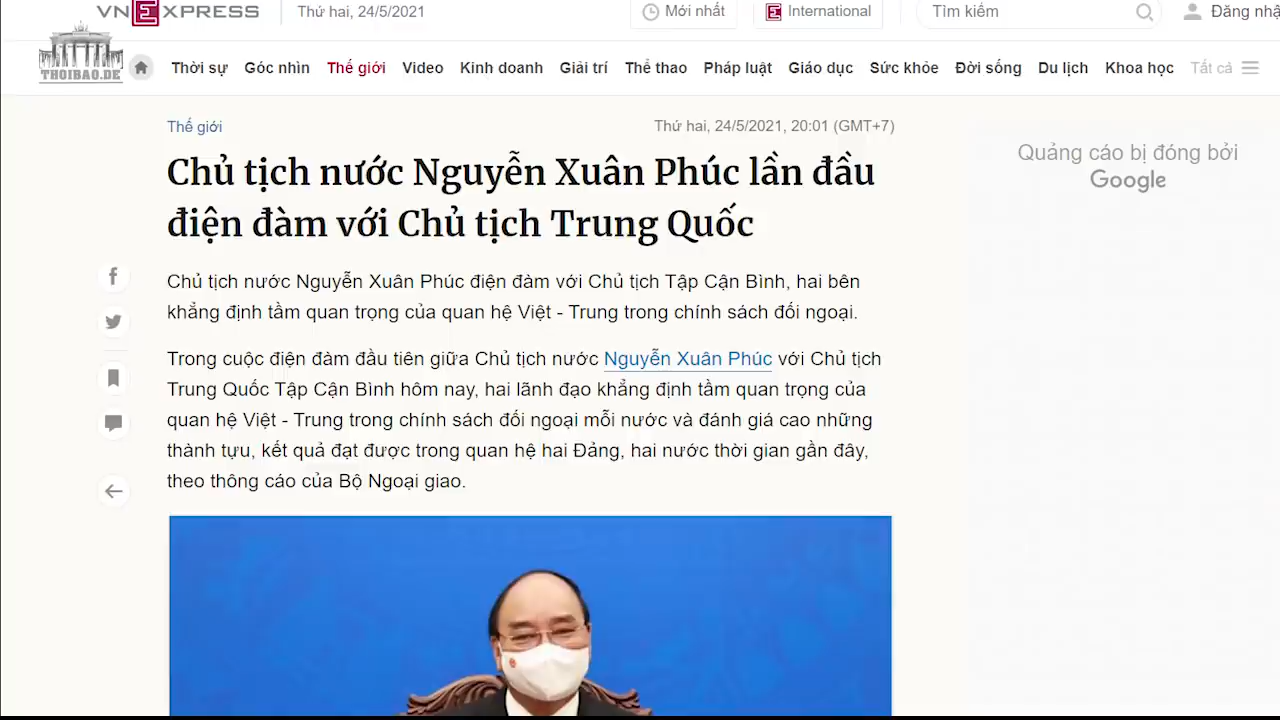 VNEXPRESS
Thứ hai, 24/5/2021
Mới nhất
International
Tìm kiếm
Đăng nhậ
THOIBAO.DE
Thời sự Góc nhìn Thế giới Video Kinh doanh Giải trí Thể thao Pháp luật Giáo dục Sức khỏe Đời sống Du lịch Khoa học Tất cả
Thế giới
Thứ hai, 24/5/2021, 20:01 (GMT+7)
Quảng cáo bị đóng bởi
Google
Chủ tịch nước Nguyễn Xuân Phúc lần đầu
điện đàm với Chủ tịch Trung Quốc
Chủ tịch nước Nguyễn Xuân Phúc điện đàm với Chủ tịch Tập Cận Bình, hai bên
khẳng định tầm quan trọng của quan hệ Việt - Trung trong chính sách đối ngoại.
Trong cuộc điện đàm đầu tiên giữa Chủ tịch nước Nguyễn Xuân Phúc với Chủ tịch
Trung Quốc Tập Cận Bình hôm nay, hai lãnh đạo khẳng định tầm quan trọng của
quan hệ Việt - Trung trong chính sách đối ngoại mỗi nước và đánh giá cao những
thành tựu, kết quả đạt được trong quan hệ hai Đảng, hai nước thời gian gần đây,
theo thông cáo của Bộ Ngoại giao.